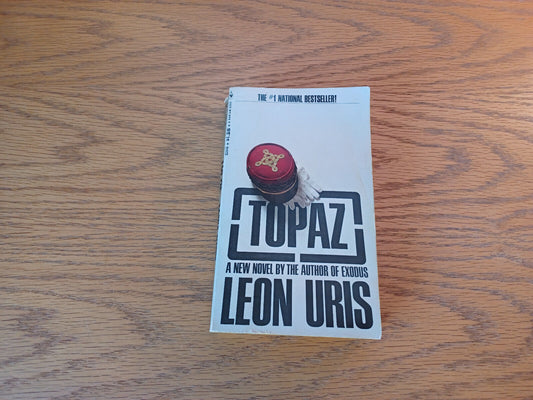 THE #1 NATIONAL BESTSELLER!
TOPAZ
A NEW NOVEL BY THE AUTHOR OF EXODUS
LEON URIS